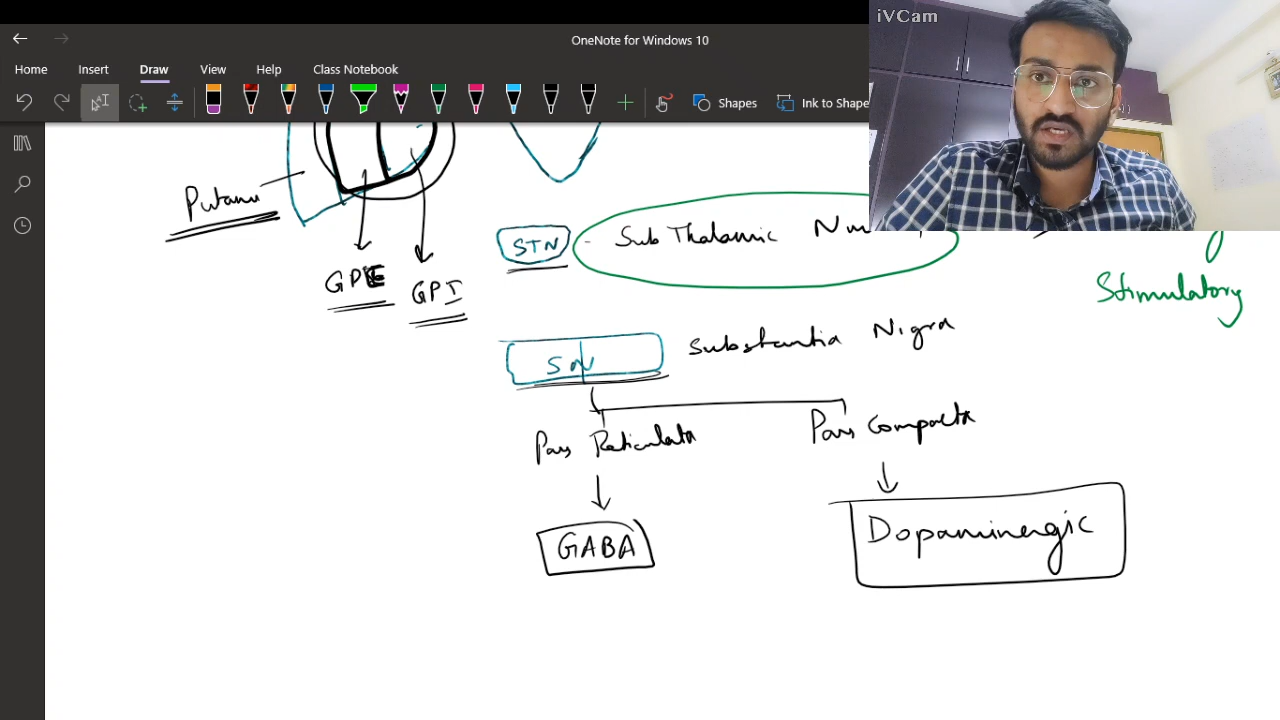 iVCam
OneNote for Windows 10
Home Insert Draw View Help Class Notebook
Shapes Ink to Shape
GPE
GPI
STN - Sub Thalamic
Stimulatory
SN Substantia Nigra
Pars Reticulata Pars Compacta
GABA Dopaminergic